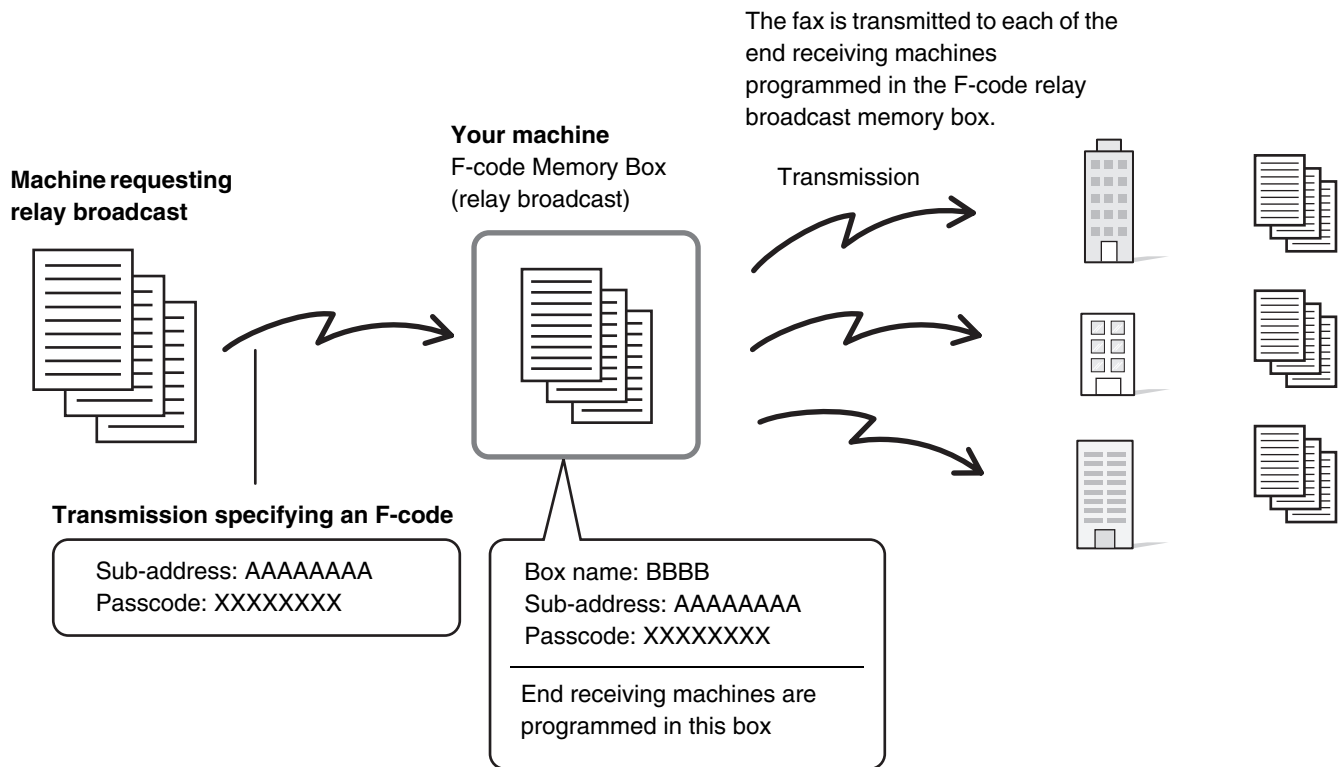 The fax is transmitted to each of the
end receiving machines
programmed in the F-code relay
broadcast memory box.
Your machine
F-code Memory Box
(relay broadcast)
Transmission
Machine requesting
relay broadcast
Transmission specifying an F-code
Sub-address: AAAAAAAA
Passcode: XXXXXXXX
Box name: BBBB
Sub-address: AAAAAAAA
Passcode: XXXXXXXX
End receiving machines are
programmed in this box